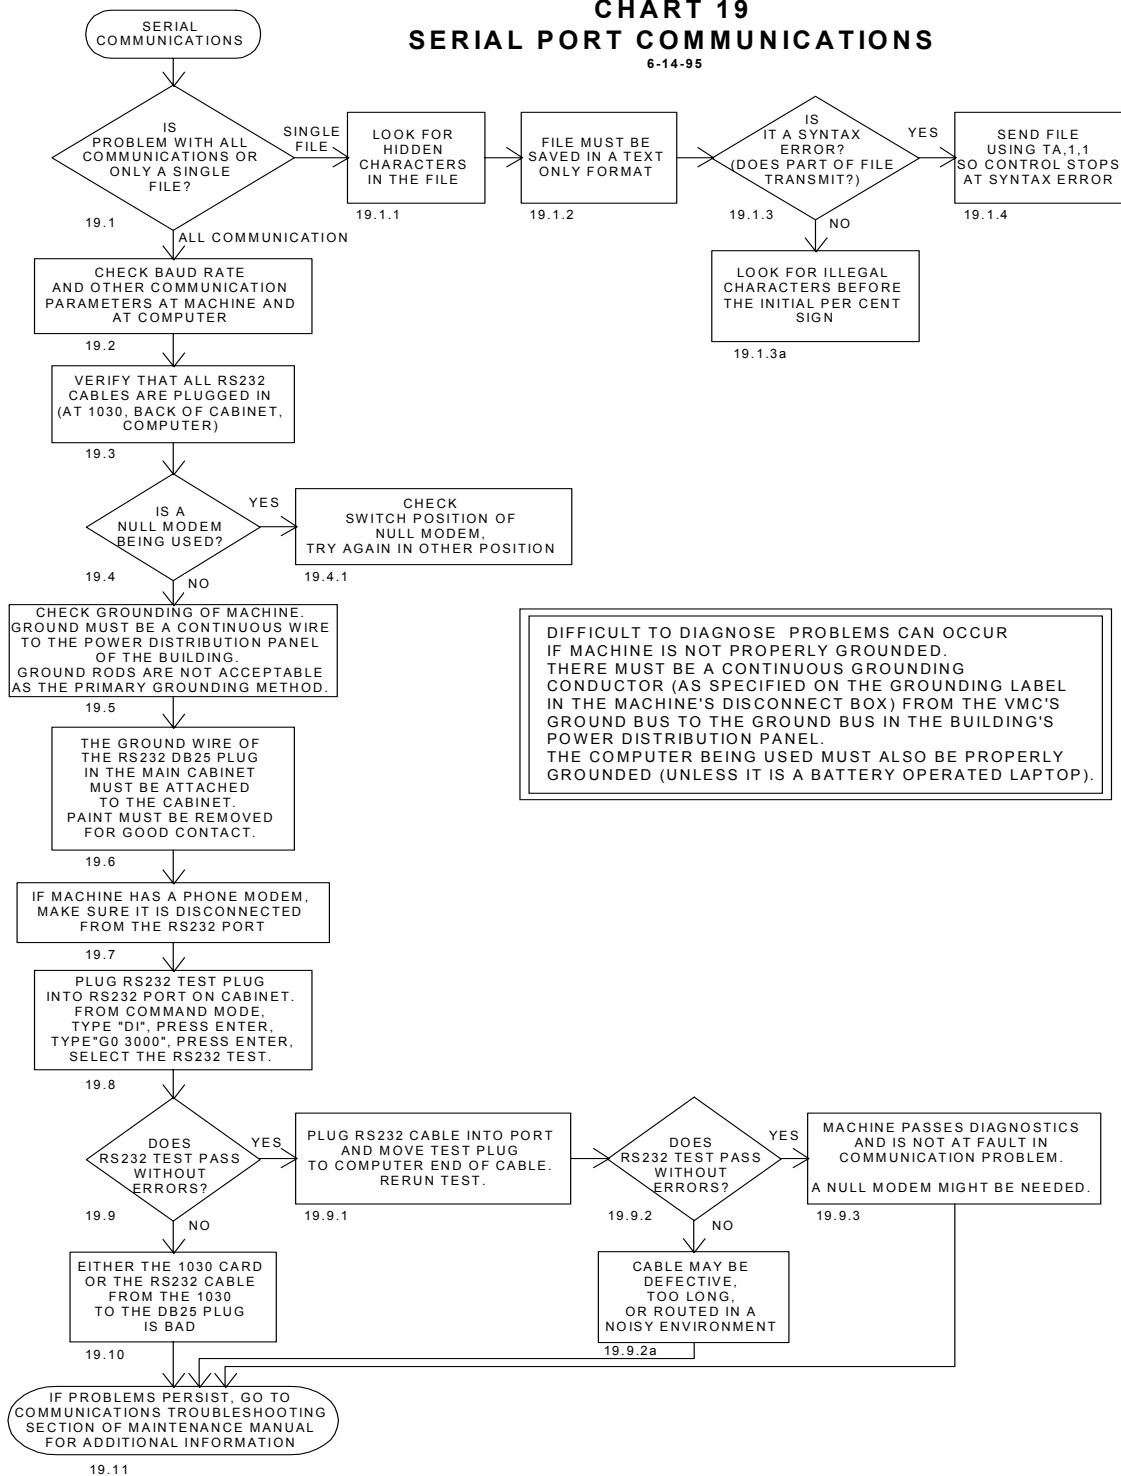 CHART 19
SERIAL PORT COMMUNICATIONS
6-14-95
SERIAL
COMMUNICATIONS
IS
PROBLEM WITH ALL
COMMUNICATIONS OR
ONLY A SINGLE
FILE?
19.1
SINGLE
FILE
LOOK FOR
HIDDEN
CHARACTERS
IN THE FILE
19.1.1
FILE MUST BE
SAVED IN A TEXT
ONLY FORMAT
19.1.2
IS
IT A SYNTAX
ERROR?
(DOES PART OF FILE
TRANSMIT?)
19.1.3
YES
SEND FILE
USING TA,1,1
SO CONTROL STOPS
AT SYNTAX ERROR
19.1.4
NO
LOOK FOR ILLEGAL
CHARACTERS BEFORE
THE INITIAL PER CENT
SIGN
19.1.3a
ALL COMMUNICATION
CHECK BAUD RATE
AND OTHER COMMUNICATION
PARAMETERS AT MACHINE AND
AT COMPUTER
19.2
VERIFY THAT ALL RS232
CABLES ARE PLUGGED IN
(AT 1030, BACK OF CABINET,
COMPUTER)
19.3
IS A
NULL MODEM
BEING USED?
19.4
YES
CHECK
SWITCH POSITION OF
NULL MODEM,
TRY AGAIN IN OTHER POSITION
19.4.1
NO
CHECK GROUNDING OF MACHINE.
GROUND MUST BE A CONTINUOUS WIRE
TO THE POWER DISTRIBUTION PANEL
OF THE BUILDING.
GROUND RODS ARE NOT ACCEPTABLE
AS THE PRIMARY GROUNDING METHOD.
19.5
DIFFICULT TO DIAGNOSE PROBLEMS CAN OCCUR
IF MACHINE IS NOT PROPERLY GROUNDED.
THERE MUST BE A CONTINUOUS GROUNDING
CONDUCTOR (AS SPECIFIED ON THE GROUNDING LABEL
IN THE MACHINE'S DISCONNECT BOX) FROM THE VMC'S
GROUND BUS TO THE GROUND BUS IN THE BUILDING'S
POWER DISTRIBUTION PANEL.
THE COMPUTER BEING USED MUST ALSO BE PROPERLY
GROUNDED (UNLESS IT IS A BATTERY OPERATED LAPTOP).
THE GROUND WIRE OF
THE RS232 DB25 PLUG
IN THE MAIN CABINET
MUST BE ATTACHED
TO THE CABINET.
PAINT MUST BE REMOVED
FOR GOOD CONTACT.
19.6
IF MACHINE HAS A PHONE MODEM,
MAKE SURE IT IS DISCONNECTED
FROM THE RS232 PORT
19.7
PLUG RS232 TEST PLUG
INTO RS232 PORT ON CABINET.
FROM COMMAND MODE,
TYPE "DI", PRESS ENTER,
TYPE"G0 3000", PRESS ENTER,
SELECT THE RS232 TEST.
19.8
DOES
RS232 TEST PASS
WITHOUT
ERRORS?
19.9
YES
PLUG RS232 CABLE INTO PORT
AND MOVE TEST PLUG
TO COMPUTER END OF CABLE.
RERUN TEST.
19.9.1
DOES
RS232 TEST PASS
WITHOUT
ERRORS?
19.9.2
YES
MACHINE PASSES DIAGNOSTICS
AND IS NOT AT FAULT IN
COMMUNICATION PROBLEM.
A NULL MODEM MIGHT BE NEEDED.
19.9.3
NO
EITHER THE 1030 CARD
OR THE RS232 CABLE
FROM THE 1030
TO THE DB25 PLUG
IS BAD
19.10
NO
CABLE MAY BE
DEFECTIVE,
TOO LONG,
OR ROUTED IN A
NOISY ENVIRONMENT
19.9.2a
IF PROBLEMS PERSIST, GO TO
COMMUNICATIONS TROUBLESHOOTING
SECTION OF MAINTENANCE MANUAL
FOR ADDITIONAL INFORMATION
19.11